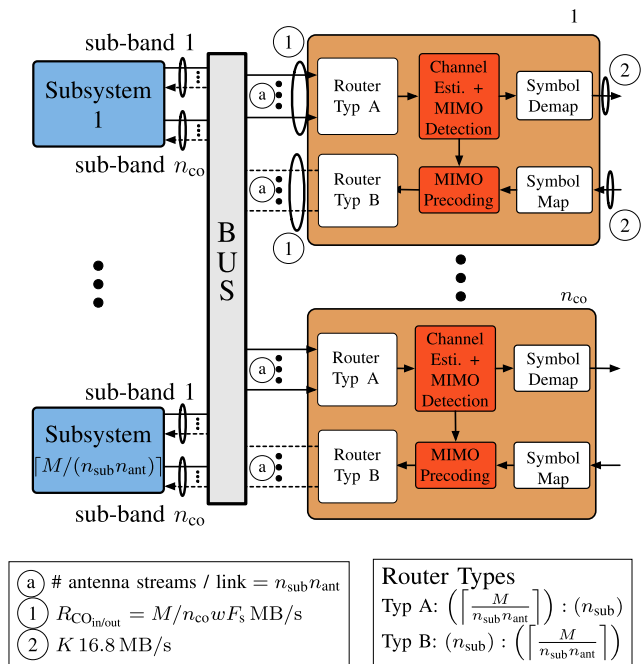 sub-band 1
Subsystem
1
sub-band n_co
Subsystem
⌈M/(n_sub n_ant)⌉
sub-band 1
sub-band n_co
BUS
1
1
a
Router
Typ A
Channel
Esti. +
MIMO
Detection
Symbol
Demap
2
a
1
Router
Typ B
MIMO
Precoding
Symbol
Map
2
n_co
a
Router
Typ A
Channel
Esti. +
MIMO
Detection
Symbol
Demap
a
Router
Typ B
MIMO
Precoding
Symbol
Map
a # antenna streams / link = n_sub n_ant
1 R_CO_in/out = M/n_co w F_s MB/s
2 K 16.8 MB/s
Router Types
Typ A: (⌈M/(n_sub n_ant)⌉) : (n_sub)
Typ B: (n_sub) : (⌈M/(n_sub n_ant)⌉)